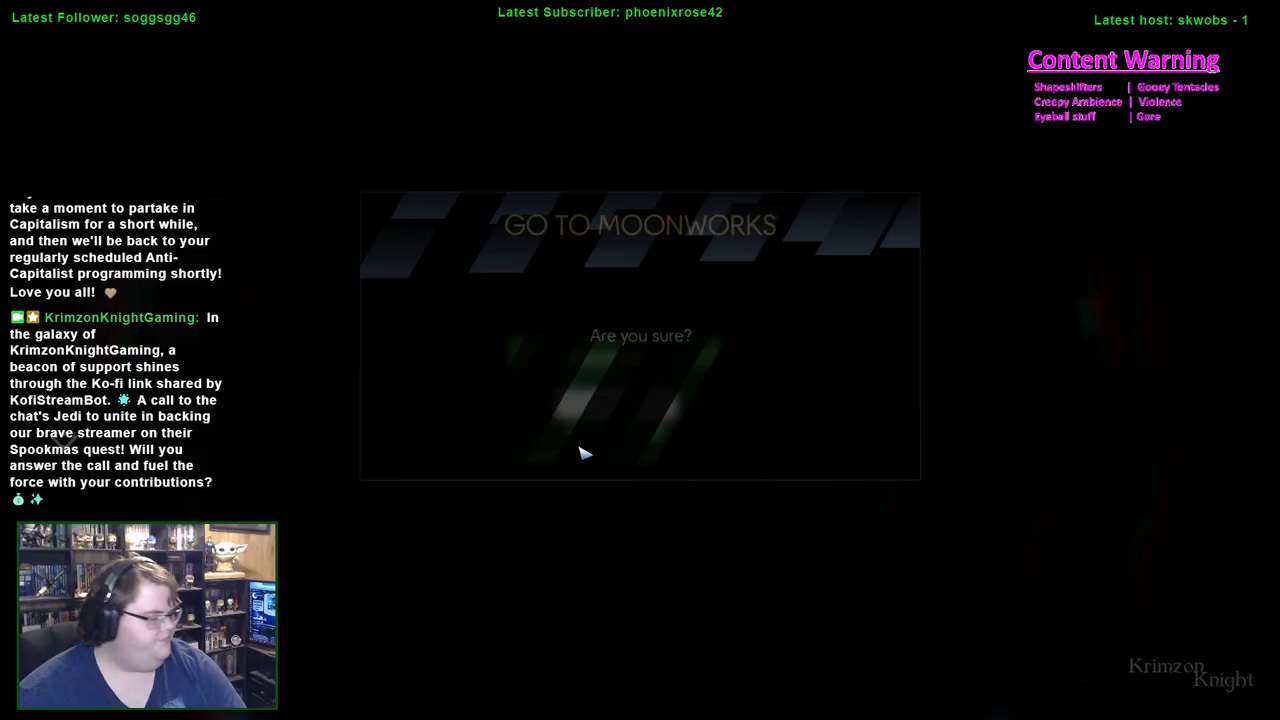 Latest Follower: soggsgg46
Latest Subscriber: phoenixrose42
Latest host: skwobs - 1
Content Warning
Shapeshifters | Gooey Tentacles
Creepy Ambience | Violence
Eyeball stuff | Gore
take a moment to partake in
Capitalism for a short while,
and then we'll be back to your
regularly scheduled Anti-
Capitalist programming shortly!
Love you all!
KrimzonKnightGaming: In
the galaxy of
KrimzonKnightGaming, a
beacon of support shines
through the Ko-fi link shared by
KofiStreamBot. A call to the
chat's Jedi to unite in backing
our brave streamer on their
Spookmas quest! Will you
answer the call and fuel the
force with your contributions?
GO TO MOONWORKS
Are you sure?
Krimzon
Knight